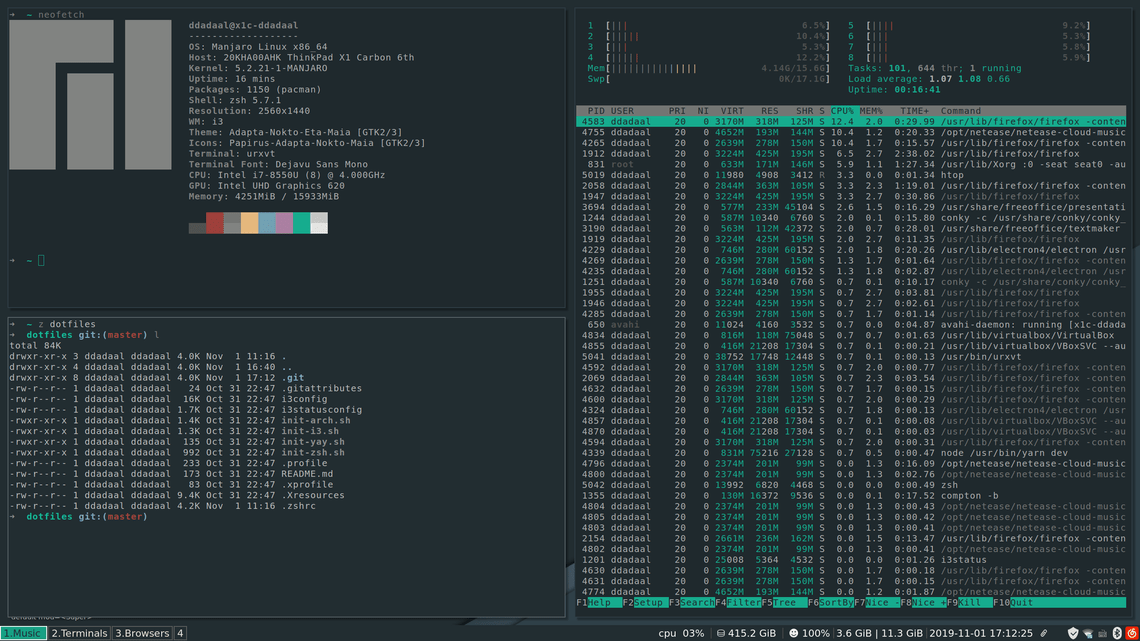 → ~ neofetch
ddadaal@x1c-ddadaal
-------------------
OS: Manjaro Linux x86_64
Host: 20KHA00AHK ThinkPad X1 Carbon 6th
Kernel: 5.2.21-1-MANJARO
Uptime: 16 mins
Packages: 1150 (pacman)
Shell: zsh 5.7.1
Resolution: 2560x1440
WM: i3
Theme: Adapta-Nokto-Eta-Maia [GTK2/3]
Icons: Papirus-Adapta-Nokto-Maia [GTK2/3]
Terminal: urxvt
Terminal Font: Dejavu Sans Mono
CPU: Intel i7-8550U (8) @ 4.000GHz
GPU: Intel UHD Graphics 620
Memory: 4251MiB / 15933MiB
→ ~
→ ~ z dotfiles
→ dotfiles git:(master) l
total 84K
drwxr-xr-x 3 ddadaal ddadaal 4.0K Nov 1 11:16 .
drwxr-xr-x 4 ddadaal ddadaal 4.0K Nov 1 16:40 ..
drwxr-xr-x 8 ddadaal ddadaal 4.0K Nov 1 17:12 .git
-rw-r--r-- 1 ddadaal ddadaal 24 Oct 31 22:47 .gitattributes
-rw-r--r-- 1 ddadaal ddadaal 16K Oct 31 22:47 i3config
-rw-r--r-- 1 ddadaal ddadaal 1.7K Oct 31 22:47 i3statusconfig
-rwxr-xr-x 1 ddadaal ddadaal 1.4K Oct 31 22:47 init-arch.sh
-rwxr-xr-x 1 ddadaal ddadaal 1.3K Oct 31 22:47 init-i3.sh
-rwxr-xr-x 1 ddadaal ddadaal 135 Oct 31 22:47 init-yay.sh
-rwxr-xr-x 1 ddadaal ddadaal 992 Oct 31 22:47 init-zsh.sh
-rw-r--r-- 1 ddadaal ddadaal 233 Oct 31 22:47 .profile
-rw-r--r-- 1 ddadaal ddadaal 173 Oct 31 22:47 README.md
-rw-r--r-- 1 ddadaal ddadaal 83 Oct 31 22:47 .xprofile
-rw-r--r-- 1 ddadaal ddadaal 9.4K Oct 31 22:47 .Xresources
-rw-r--r-- 1 ddadaal ddadaal 4.2K Nov 1 11:16 .zshrc
→ dotfiles git:(master)
1 [||| 6.5%] 5 [|||| 9.2%]
2 [||||| 10.4%] 6 [||| 5.3%]
3 [||| 5.3%] 7 [||| 5.8%]
4 [||||| 12.2%] 8 [||| 5.9%]
Mem[|||||||||||||||| 4.14G/15.6G] Tasks: 101, 644 thr; 1 running
Swp[ 0K/17.1G] Load average: 1.07 1.08 0.66
Uptime: 00:16:41
PID USER PRI NI VIRT RES SHR S CPU% MEM% TIME+ Command
4583 ddadaal 20 0 3170M 318M 125M S 12.4 2.0 0:29.99 /usr/lib/firefox/firefox -conten
4755 ddadaal 20 0 4652M 193M 144M S 10.4 1.2 0:20.33 /opt/netease/netease-cloud-music
4265 ddadaal 20 0 2639M 278M 150M S 10.4 1.7 0:15.57 /usr/lib/firefox/firefox -conten
1912 ddadaal 20 0 3224M 425M 195M S 6.5 2.7 2:38.02 /usr/lib/firefox/firefox
831 root 20 0 633M 171M 146M S 5.9 1.1 1:27.34 /usr/lib/Xorg :0 -seat seat0 -au
5019 ddadaal 20 0 11980 4908 3412 R 3.3 0.0 0:01.34 htop
2058 ddadaal 20 0 2844M 363M 105M S 3.3 2.3 1:19.01 /usr/lib/firefox/firefox -conten
1947 ddadaal 20 0 3224M 425M 195M S 3.3 2.7 0:30.86 /usr/lib/firefox/firefox
3694 ddadaal 20 0 577M 233M 45104 S 2.6 1.5 0:16.29 /usr/share/freeoffice/presentati
1244 ddadaal 20 0 587M 10340 6760 S 2.0 0.1 0:15.80 conky -c /usr/share/conky/conky_
3190 ddadaal 20 0 563M 112M 42372 S 2.0 0.7 0:28.01 /usr/share/freeoffice/textmaker
1919 ddadaal 20 0 3224M 425M 195M S 2.0 2.7 0:11.35 /usr/lib/firefox/firefox
4229 ddadaal 20 0 746M 280M 60152 S 2.0 1.8 0:20.26 /usr/lib/electron4/electron /usr
4269 ddadaal 20 0 2639M 278M 150M S 1.3 1.7 0:01.64 /usr/lib/firefox/firefox -conten
4235 ddadaal 20 0 746M 280M 60152 S 1.3 1.8 0:02.87 /usr/lib/electron4/electron /usr
1251 ddadaal 20 0 587M 10340 6760 S 0.7 0.1 0:10.17 conky -c /usr/share/conky/conky_
1955 ddadaal 20 0 3224M 425M 195M S 0.7 2.7 0:03.81 /usr/lib/firefox/firefox
1946 ddadaal 20 0 3224M 425M 195M S 0.7 2.7 0:02.61 /usr/lib/firefox/firefox
4285 ddadaal 20 0 2639M 278M 150M S 0.7 1.7 0:01.14 /usr/lib/firefox/firefox -conten
650 avahi 20 0 11024 4160 3532 S 0.7 0.0 0:04.87 avahi-daemon: running [x1c-ddada
4834 ddadaal 20 0 816M 118M 75048 S 0.7 0.7 0:01.63 /usr/lib/virtualbox/VirtualBox
4855 ddadaal 20 0 416M 21208 17304 S 0.7 0.1 0:00.21 /usr/lib/virtualbox/VBoxSVC --au
5041 ddadaal 20 0 38752 17748 12448 S 0.7 0.1 0:00.13 /usr/bin/urxvt
4592 ddadaal 20 0 3170M 318M 125M S 0.7 2.0 0:00.77 /usr/lib/firefox/firefox -conten
2069 ddadaal 20 0 2844M 363M 105M S 0.7 2.3 0:03.54 /usr/lib/firefox/firefox -conten
4632 ddadaal 20 0 2639M 278M 150M S 0.7 1.7 0:00.15 /usr/lib/firefox/firefox -conten
4600 ddadaal 20 0 3170M 318M 125M S 0.7 2.0 0:00.29 /usr/lib/firefox/firefox -conten
4324 ddadaal 20 0 746M 280M 60152 S 0.7 1.8 0:00.13 /usr/lib/electron4/electron /usr
4857 ddadaal 20 0 416M 21208 17304 S 0.7 0.1 0:00.08 /usr/lib/virtualbox/VBoxSVC --au
4870 ddadaal 20 0 416M 21208 17304 S 0.7 0.1 0:00.03 /usr/lib/virtualbox/VBoxSVC --au
4594 ddadaal 20 0 3170M 318M 125M S 0.7 2.0 0:00.31 /usr/lib/firefox/firefox -conten
4339 ddadaal 20 0 831M 75216 27128 S 0.7 0.5 0:00.47 node /usr/bin/yarn dev
4796 ddadaal 20 0 2374M 201M 99M S 0.0 1.3 0:16.09 /opt/netease/netease-cloud-music
4800 ddadaal 20 0 2374M 201M 99M S 0.0 1.3 0:02.76 /opt/netease/netease-cloud-music
5042 ddadaal 20 0 13992 6820 4468 S 0.0 0.0 0:00.49 zsh
1355 ddadaal 20 0 130M 16372 9536 S 0.0 0.1 0:17.52 compton -b
4804 ddadaal 20 0 2374M 201M 99M S 0.0 1.3 0:00.43 /opt/netease/netease-cloud-music
4805 ddadaal 20 0 2374M 201M 99M S 0.0 1.3 0:00.42 /opt/netease/netease-cloud-music
4803 ddadaal 20 0 2374M 201M 99M S 0.0 1.3 0:00.41 /opt/netease/netease-cloud-music
2154 ddadaal 20 0 2661M 236M 162M S 0.0 1.5 0:13.47 /usr/lib/firefox/firefox -conten
4802 ddadaal 20 0 2374M 201M 99M S 0.0 1.3 0:00.41 /opt/netease/netease-cloud-music
1201 ddadaal 20 0 25008 5364 4532 S 0.0 0.0 0:01.26 i3status
4630 ddadaal 20 0 2639M 278M 150M S 0.0 1.7 0:00.18 /usr/lib/firefox/firefox -conten
4631 ddadaal 20 0 2639M 278M 150M S 0.0 1.7 0:00.15 /usr/lib/firefox/firefox -conten
4774 ddadaal 20 0 4652M 193M 144M S 0.0 1.2 0:00.12 /opt/netease/netease-cloud-music
F1Help F2Setup F3SearchF4FilterF5Tree F6SortByF7Nice -F8Nice +F9Kill F10Quit
1:Music 2.Terminals 3.Browsers 4 cpu 03% | 415.2 GiB | 100% | 3.6 GiB | 11.3 GiB | 2019-11-01 17:12:25